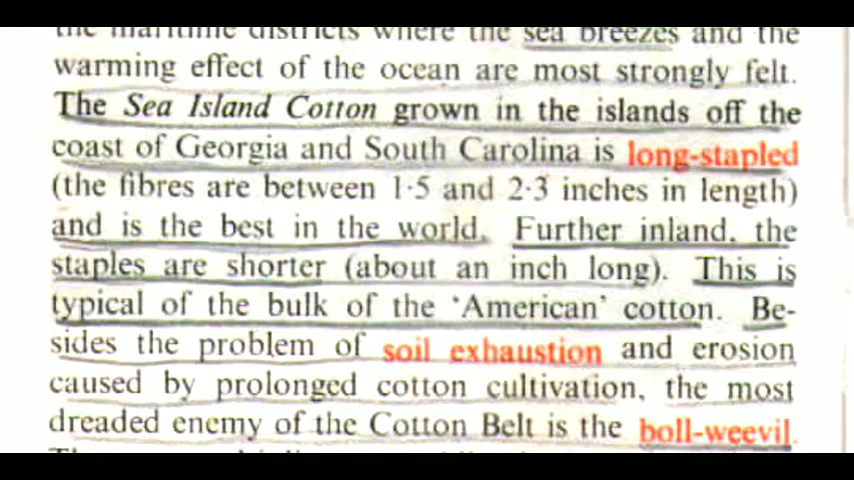 the maritime districts where the sea breezes and the
warming effect of the ocean are most strongly felt.
The Sea Island Cotton grown in the islands off the
coast of Georgia and South Carolina is long-stapled
(the fibres are between 1·5 and 2·3 inches in length)
and is the best in the world. Further inland, the
staples are shorter (about an inch long). This is
typical of the bulk of the ‘American’ cotton. Be-
sides the problem of soil exhaustion and erosion
caused by prolonged cotton cultivation, the most
dreaded enemy of the Cotton Belt is the boll-weevil.